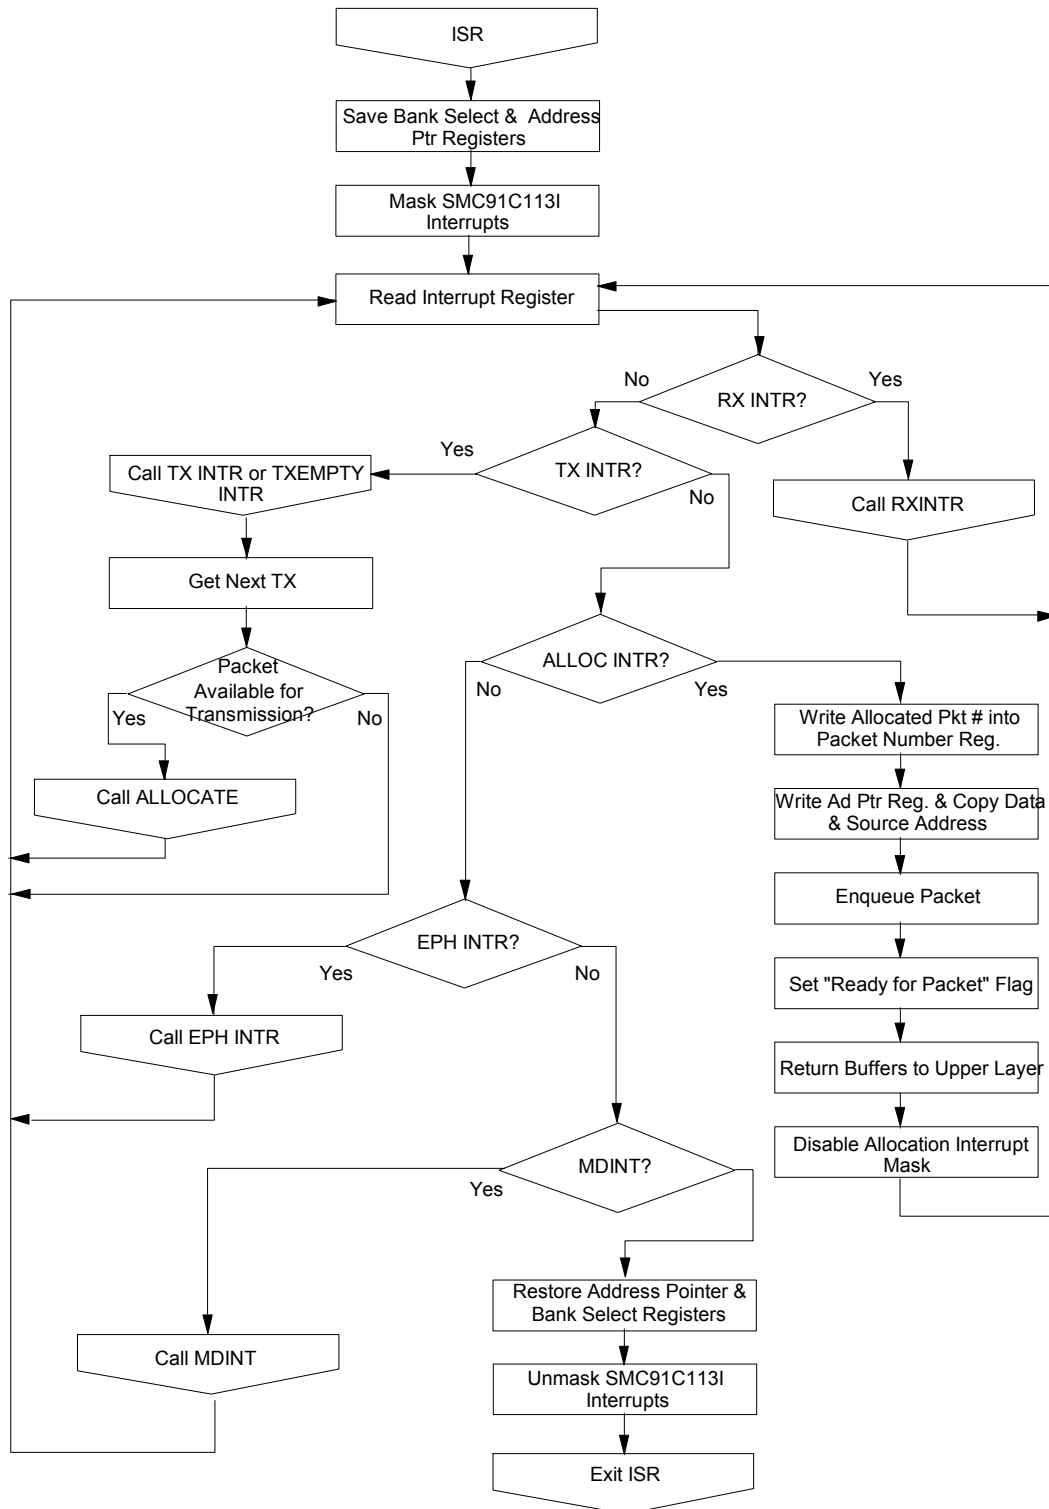 ISR
Save Bank Select & Address
Ptr Registers
Mask SMC91C113I
Interrupts
Read Interrupt Register
No
RX INTR?
Yes
Yes
TX INTR?
No
Call TX INTR or TXEMPTY
INTR
Call RXINTR
Get Next TX
ALLOC INTR?
No
Yes
Packet
Available for
Transmission?
Yes
No
Write Allocated Pkt # into
Packet Number Reg.
Call ALLOCATE
Write Ad Ptr Reg. & Copy Data
& Source Address
Enqueue Packet
EPH INTR?
Yes
No
Set "Ready for Packet" Flag
Call EPH INTR
Return Buffers to Upper Layer
Disable Allocation Interrupt
Mask
MDINT?
Yes
Restore Address Pointer &
Bank Select Registers
Call MDINT
Unmask SMC91C113I
Interrupts
Exit ISR